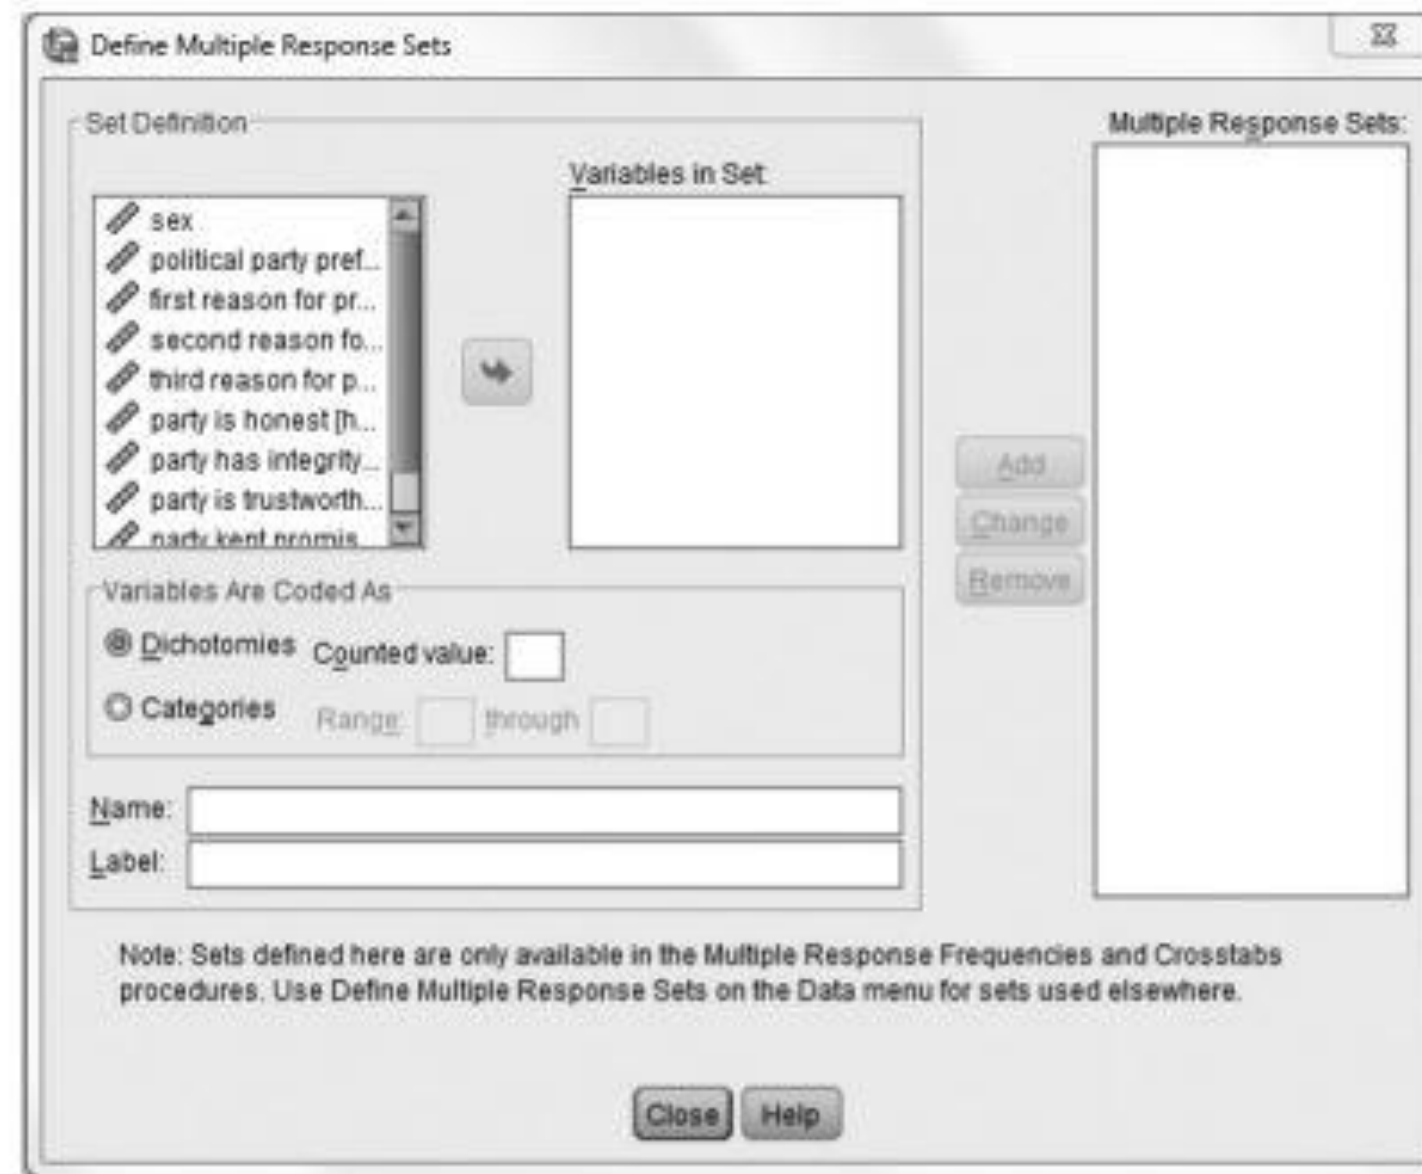 Define Multiple Response Sets
Set Definition
Variables in Set:
Multiple Response Sets:
sex
political party pref...
first reason for pr...
second reason fo...
third reason for p...
party is honest [h...
party has integrity...
party is trustworth...
party kept promis
Add
Change
Remove
Variables Are Coded As
Dichotomies Counted value:
Categories Range: through
Name:
Label:
Note: Sets defined here are only available in the Multiple Response Frequencies and Crosstabs
procedures. Use Define Multiple Response Sets on the Data menu for sets used elsewhere.
Close Help